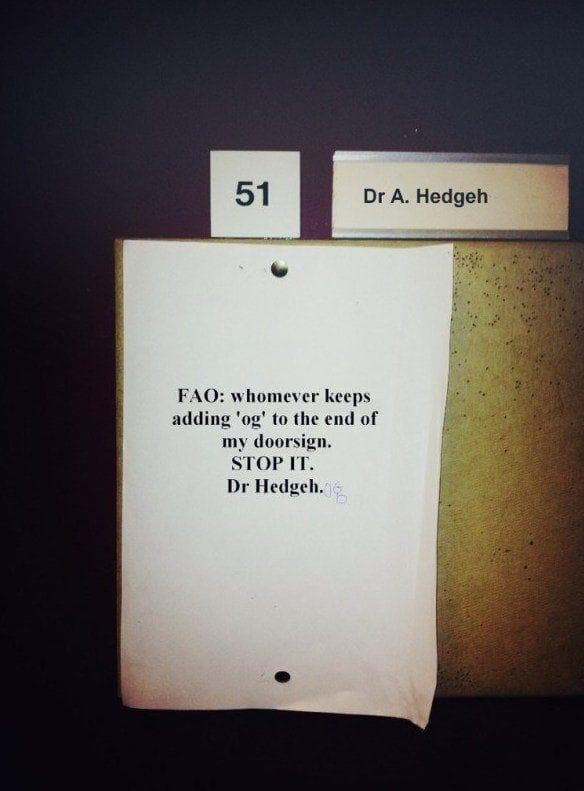 51
Dr A. Hedgeh
FAO: whomever keeps
adding 'og' to the end of
my doorsign.
STOP IT.
Dr Hedgeh.og